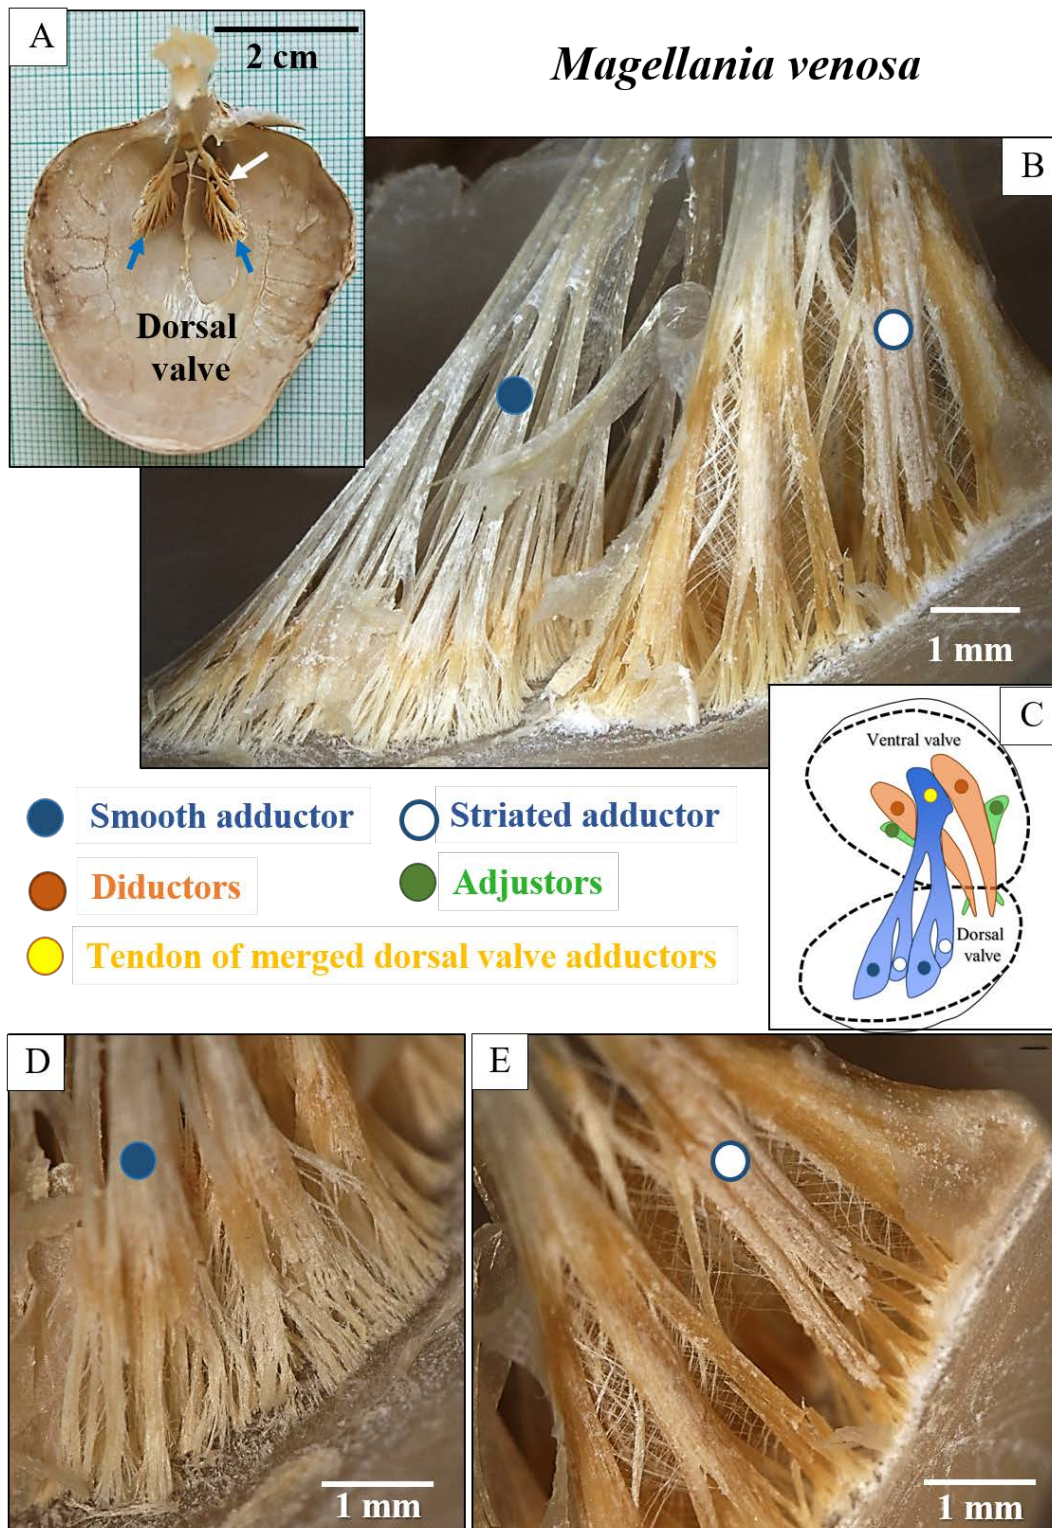 A
2 cm
Magellania venosa
Dorsal
valve
B
1 mm
C
Ventral valve
Dorsal
valve
Smooth adductor
Striated adductor
Diductors
Adjustors
Tendon of merged dorsal valve adductors
D
1 mm
E
1 mm